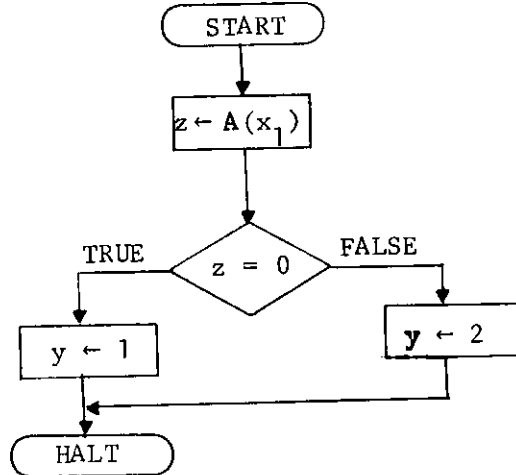 START
z ← A(x₁)
TRUE
z = 0
FALSE
y ← 1
y ← 2
HALT